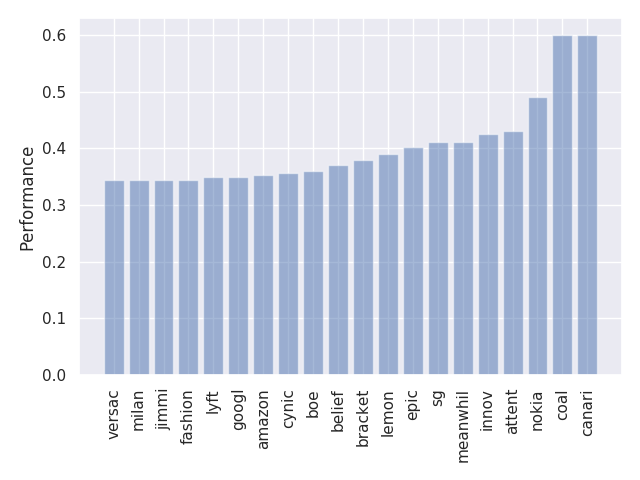 0.6
0.5
0.4
0.3
0.2
0.1
0.0
Performance
versac
milan
jimmi
fashion
lyft
googl
amazon
cynic
boe
belief
bracket
lemon
epic
sg
meanwhil
innov
attent
nokia
coal
canari